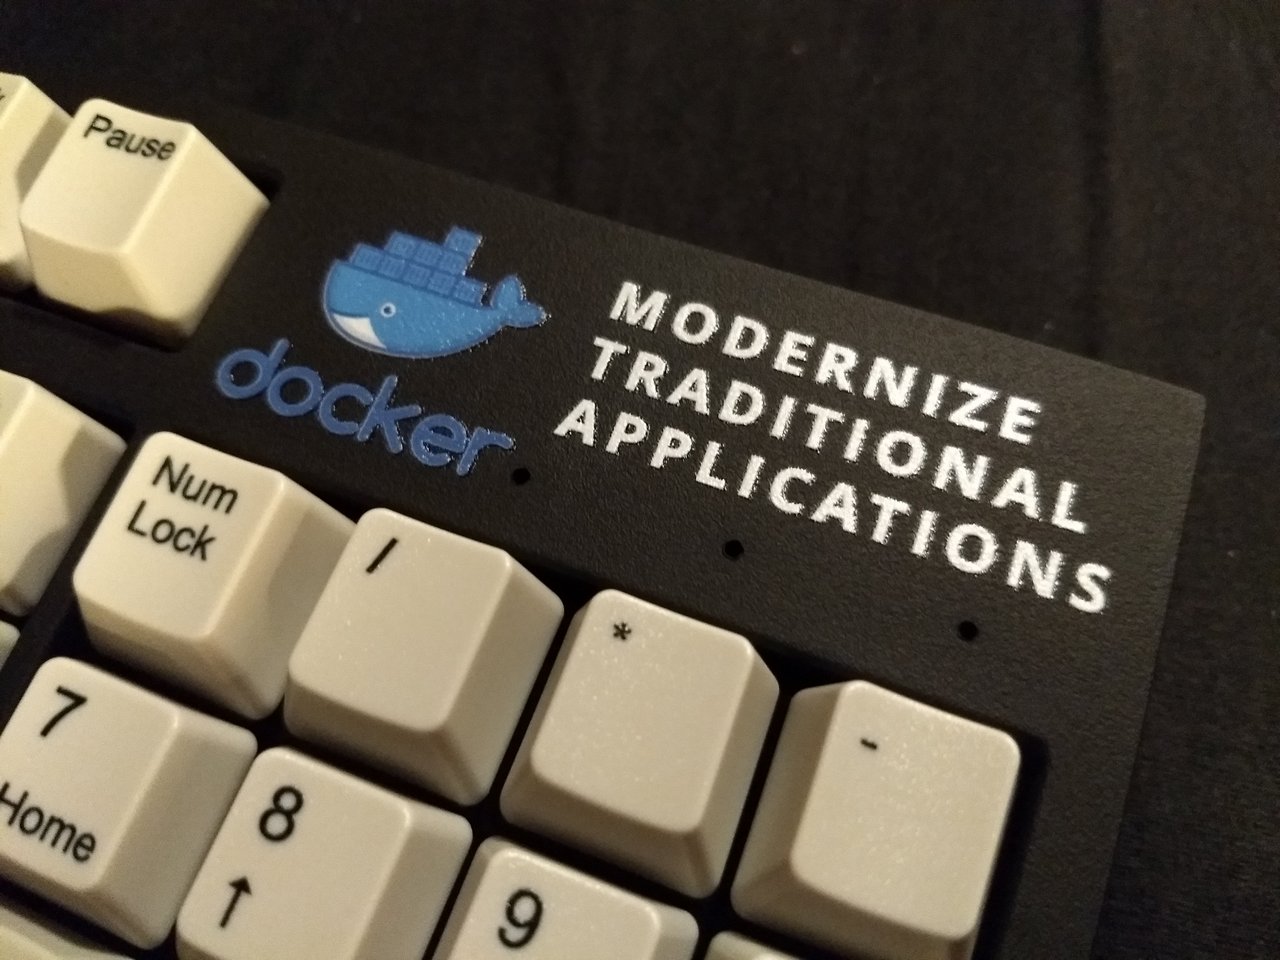 Pause
docker
MODERNIZE
TRADITIONAL
APPLICATIONS
Num
Lock
/
*
-
7
Home
8
↑
9